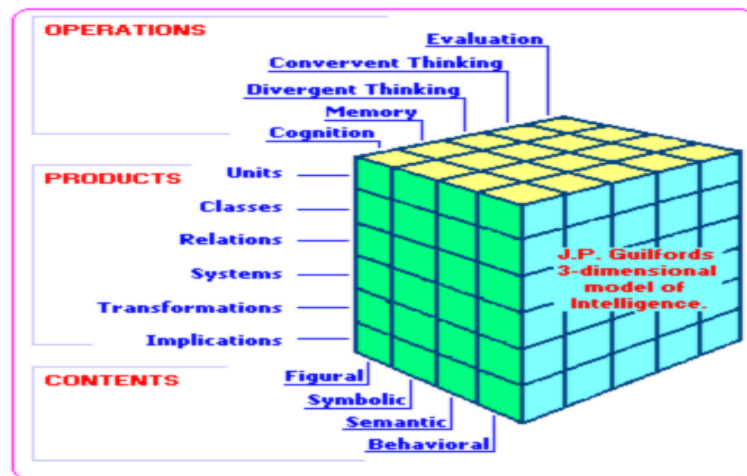 OPERATIONS
Evaluation
Convervent Thinking
Divergent Thinking
Memory
Cognition
PRODUCTS
Units
Classes
Relations
Systems
Transformations
Implications
J.P. Guilfords
3-dimensional
model of
Intelligence.
CONTENTS
Figural
Symbolic
Semantic
Behavioral